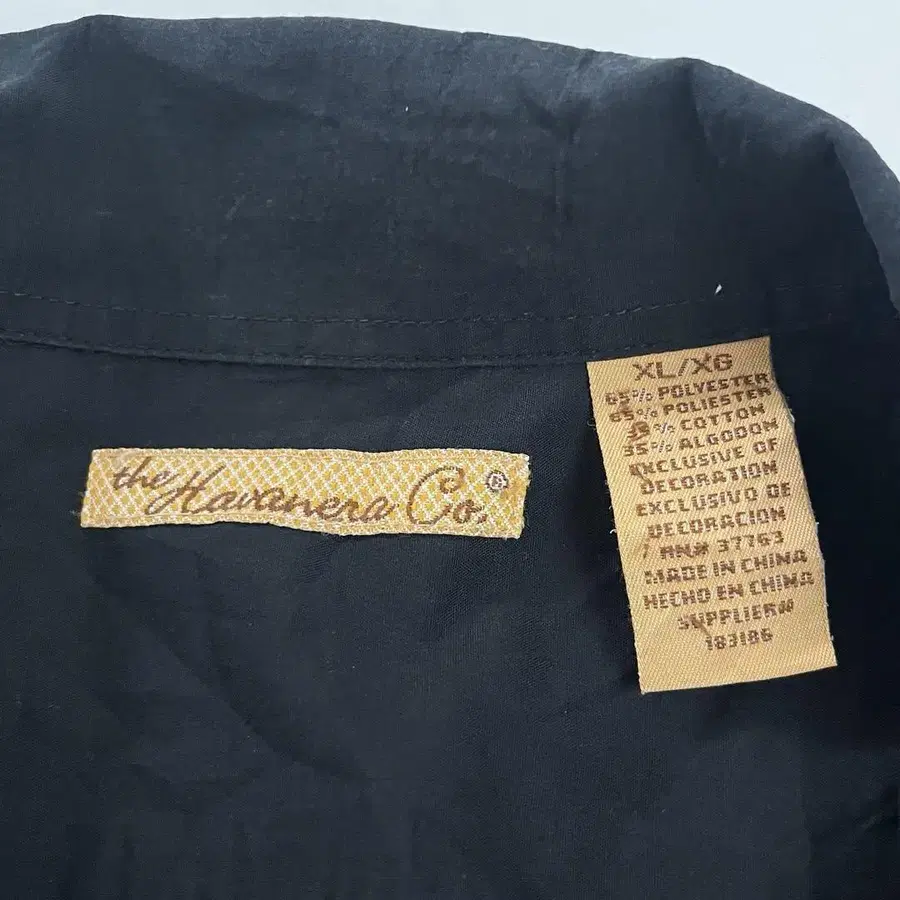 the Havanera Co.®
XL/XG
65% POLYESTER
65% POLIESTER
35% COTTON
35% ALGODON
EXCLUSIVE OF
DECORATION
EXCLUSIVO DE
DECORACION
RN# 37763
MADE IN CHINA
HECHO EN CHINA
SUPPLIER#
183186